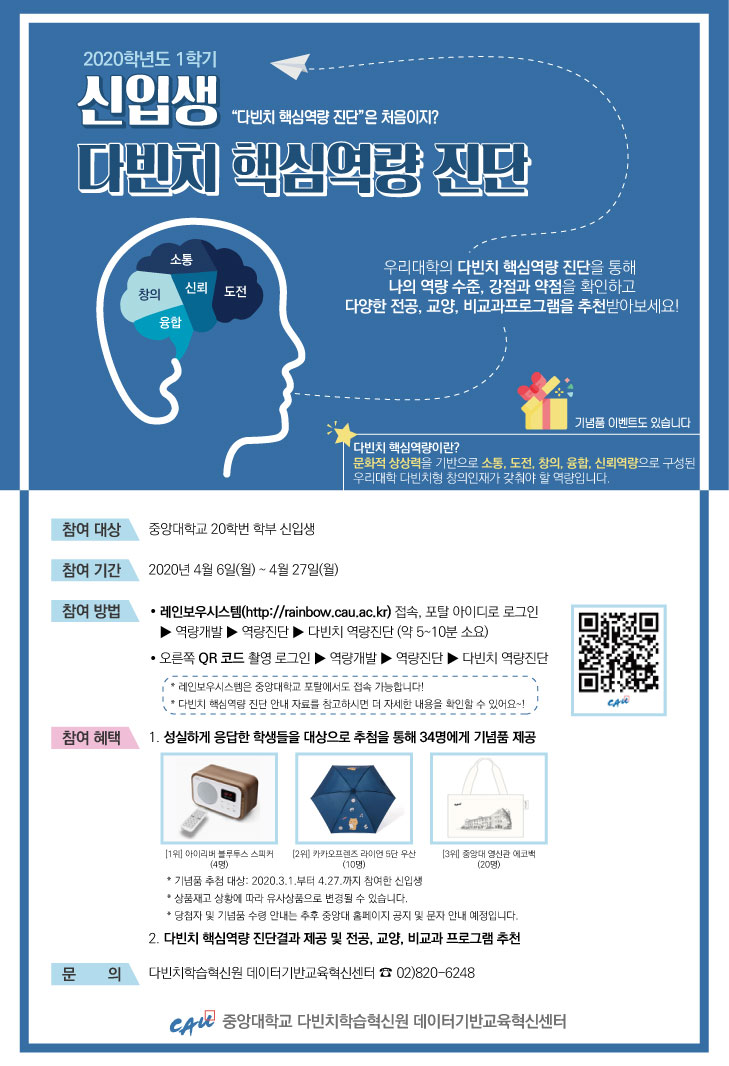 2020학년도 1학기
신입생 “다빈치 핵심역량 진단”은 처음이지?
다빈치 핵심역량 진단
소통
창의
신뢰
도전
융합
우리대학의 다빈치 핵심역량 진단을 통해
나의 역량 수준, 강점과 약점을 확인하고
다양한 전공, 교양, 비교과프로그램을 추천받아보세요!
기념품 이벤트도 있습니다
다빈치 핵심역량이란?
문화적 상상력을 기반으로 소통, 도전, 창의, 융합, 신뢰역량으로 구성된
우리대학 다빈치형 창의인재가 갖춰야 할 역량입니다.
참여 대상 중앙대학교 20학번 학부 신입생
참여 기간 2020년 4월 6일(월) ~ 4월 27일(월)
참여 방법 • 레인보우시스템(http://rainbow.cau.ac.kr) 접속, 포탈 아이디로 로그인
▶ 역량개발 ▶ 역량진단 ▶ 다빈치 역량진단 (약 5~10분 소요)
• 오른쪽 QR 코드 촬영 로그인 ▶ 역량개발 ▶ 역량진단 ▶ 다빈치 역량진단
* 레인보우시스템은 중앙대학교 포탈에서도 접속 가능합니다!
* 다빈치 핵심역량 진단 안내 자료를 참고하시면 더 자세한 내용을 확인할 수 있어요~!
CAU
참여 혜택 1. 성실하게 응답한 학생들을 대상으로 추첨을 통해 34명에게 기념품 제공
[1위] 아이리버 블루투스 스피커
(4명)
[2위] 카카오프렌즈 라이언 5단 우산
(10명)
[3위] 중앙대 영신관 에코백
(20명)
* 기념품 추첨 대상: 2020.3.1.부터 4.27.까지 참여한 신입생
* 상품재고 상황에 따라 유사상품으로 변경될 수 있습니다.
* 당첨자 및 기념품 수령 안내는 추후 중앙대 홈페이지 공지 및 문자 안내 예정입니다.
2. 다빈치 핵심역량 진단결과 제공 및 전공, 교양, 비교과 프로그램 추천
문 의 다빈치학습혁신원 데이터기반교육혁신센터 ☎ 02)820-6248
CAU 중앙대학교 다빈치학습혁신원 데이터기반교육혁신센터